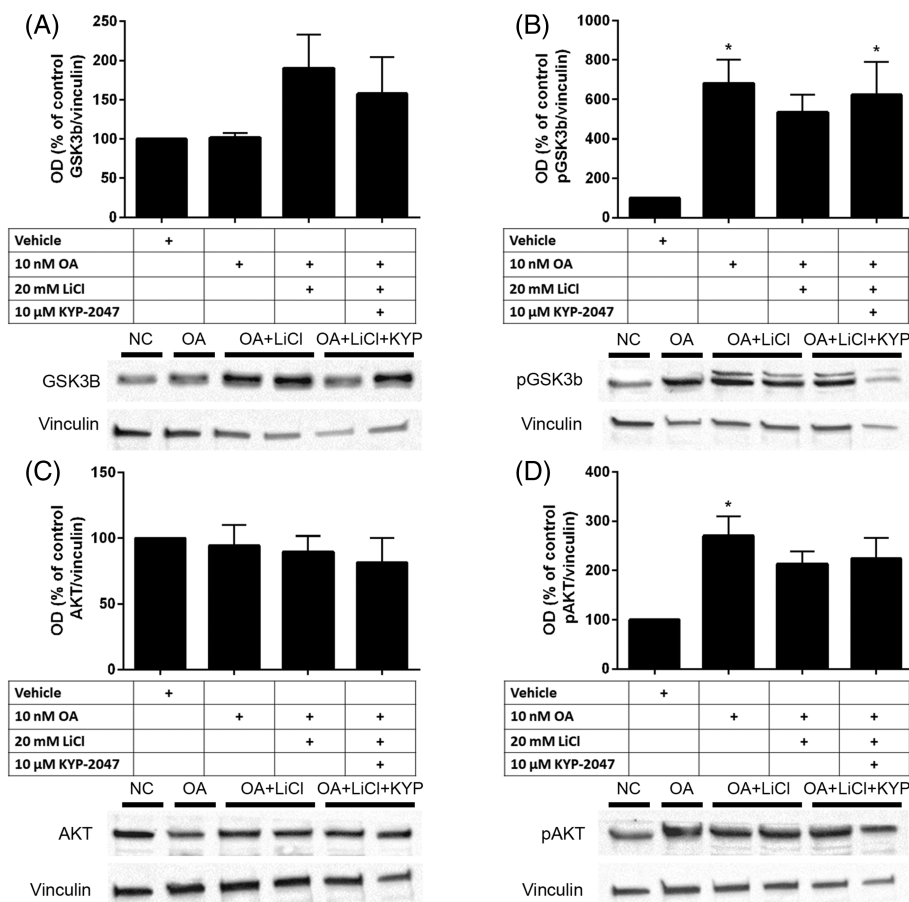 (A)
OD (% of control
GSK3b/vinculin)
250
200
150
100
50
0
Vehicle +
10 nM OA + + +
20 mM LiCl + +
10 µM KYP-2047 +
NC OA OA+LiCl OA+LiCl+KYP
GSK3B
Vinculin
(B)
OD (% of control
pGSK3b/vinculin)
1000
800
600
400
200
0
* *
Vehicle +
10 nM OA + + +
20 mM LiCl + +
10 µM KYP-2047 +
NC OA OA+LiCl OA+LiCl+KYP
pGSK3b
Vinculin
(C)
OD (% of control
AKT/vinculin)
150
100
50
0
Vehicle +
10 nM OA + + +
20 mM LiCl + +
10 µM KYP-2047 +
NC OA OA+LiCl OA+LiCl+KYP
AKT
Vinculin
(D)
OD (% of control
pAKT/vinculin)
400
300
200
100
0
*
Vehicle +
10 nM OA + + +
20 mM LiCl + +
10 µM KYP-2047 +
NC OA OA+LiCl OA+LiCl+KYP
pAKT
Vinculin